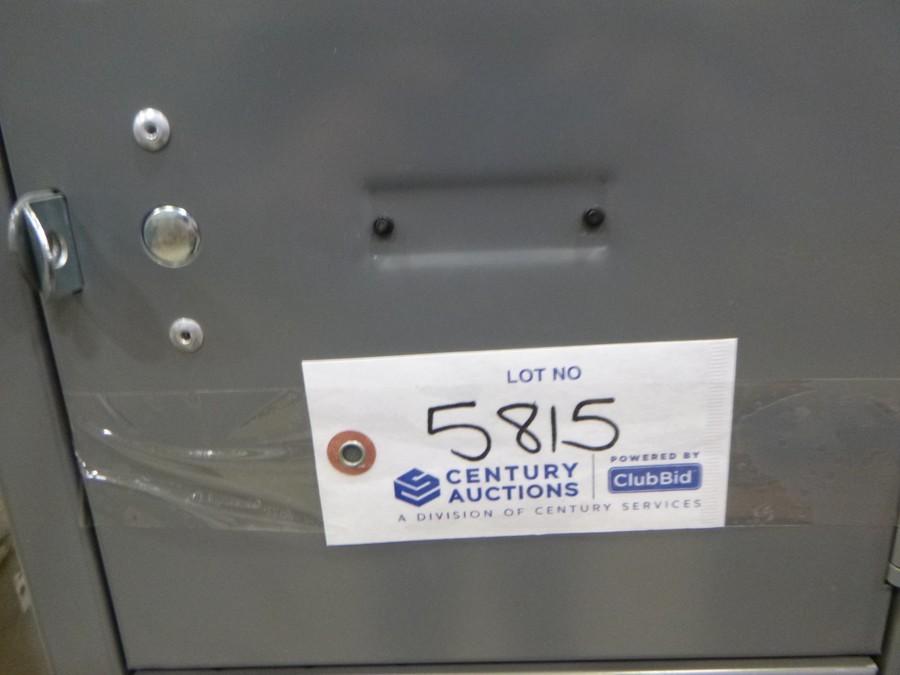 LOT NO
5815
CENTURY AUCTIONS
POWERED BY
ClubBid
A DIVISION OF CENTURY SERVICES